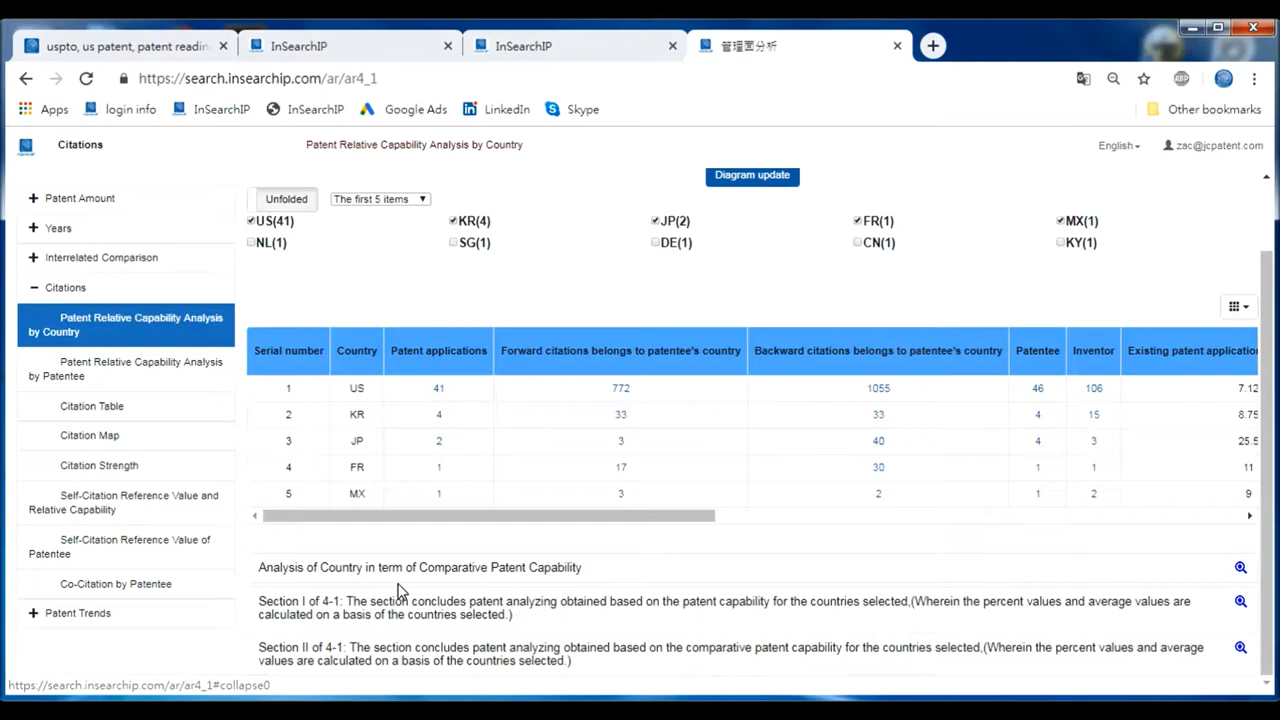 uspto, us patent, patent readin
InSearchIP
InSearchIP
管理面分析
https://search.insearchip.com/ar/ar4_1
Apps
login info
InSearchIP
InSearchIP
Google Ads
LinkedIn
Skype
Other bookmarks
ABP
Citations
Patent Relative Capability Analysis by Country
English
zac@jcpatent.com
Patent Amount
Years
Interrelated Comparison
Citations
Patent Relative Capability Analysis
by Country
Patent Relative Capability Analysis
by Patentee
Citation Table
Citation Map
Citation Strength
Self-Citation Reference Value and
Relative Capability
Self-Citation Reference Value of
Patentee
Co-Citation by Patentee
Patent Trends
Diagram update
Unfolded
The first 5 items
US(41) KR(4) JP(2) FR(1) MX(1)
NL(1) SG(1) DE(1) CN(1) KY(1)
Serial number Country Patent applications Forward citations belongs to patentee's country Backward citations belongs to patentee's country Patentee Inventor Existing patent application
1 US 41 772 1055 46 106 7.12
2 KR 4 33 33 4 15 8.75
3 JP 2 3 40 4 3 25.5
4 FR 1 17 30 1 1 11
5 MX 1 3 2 1 2 9
Analysis of Country in term of Comparative Patent Capability
Section I of 4-1: The section concludes patent analyzing obtained based on the patent capability for the countries selected,(Wherein the percent values and average values are
calculated on a basis of the countries selected.)
Section II of 4-1: The section concludes patent analyzing obtained based on the comparative patent capability for the countries selected,(Wherein the percent values and average
values are calculated on a basis of the countries selected.)
https://search.insearchip.com/ar/ar4_1#collapse0